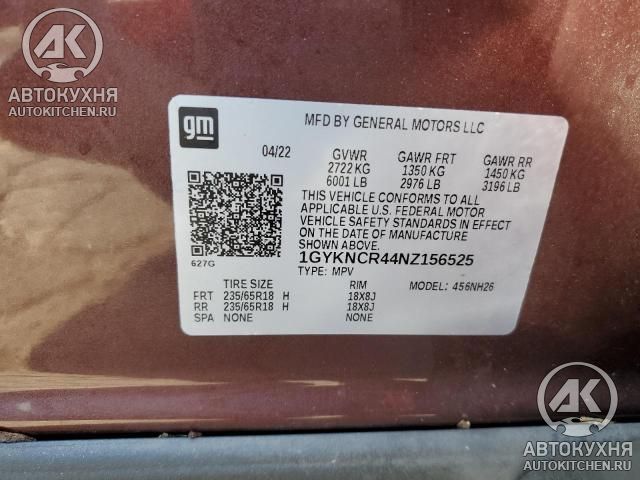 AK
АВТОКУХНЯ
AUTOKITCHEN.RU
gm
MFD BY GENERAL MOTORS LLC
04/22 GVWR GAWR FRT GAWR RR
2722 KG 1350 KG 1450 KG
6001 LB 2976 LB 3196 LB
THIS VEHICLE CONFORMS TO ALL
APPLICABLE U.S. FEDERAL MOTOR
VEHICLE SAFETY STANDARDS IN EFFECT
ON THE DATE OF MANUFACTURE
SHOWN ABOVE.
627G 1GYKNCR44NZ156525
TYPE: MPV MODEL: 456NH26
TIRE SIZE RIM
FRT 235/65R18 H 18X8J
RR 235/65R18 H 18X8J
SPA NONE NONE
AK
АВТОКУХНЯ
AUTOKITCHEN.RU